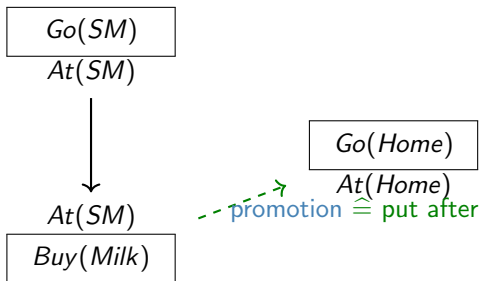 Go(SM)
At(SM)
Go(Home)
At(Home)
At(SM)
promotion ≙ put after
Buy(Milk)